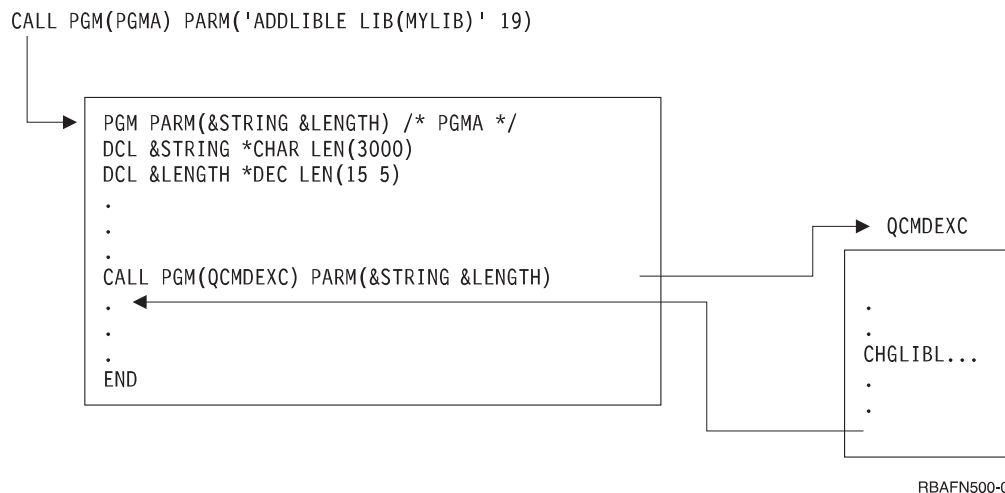 CALL PGM(PGMA) PARM('ADDLIBLE LIB(MYLIB)' 19)
PGM PARM(&STRING &LENGTH) /* PGMA */
DCL &STRING *CHAR LEN(3000)
DCL &LENGTH *DEC LEN(15 5)
.
.
.
CALL PGM(QCMDEXC) PARM(&STRING &LENGTH)
.
.
.
END
QCMDEXC
.
.
CHGLIBL...
.
.